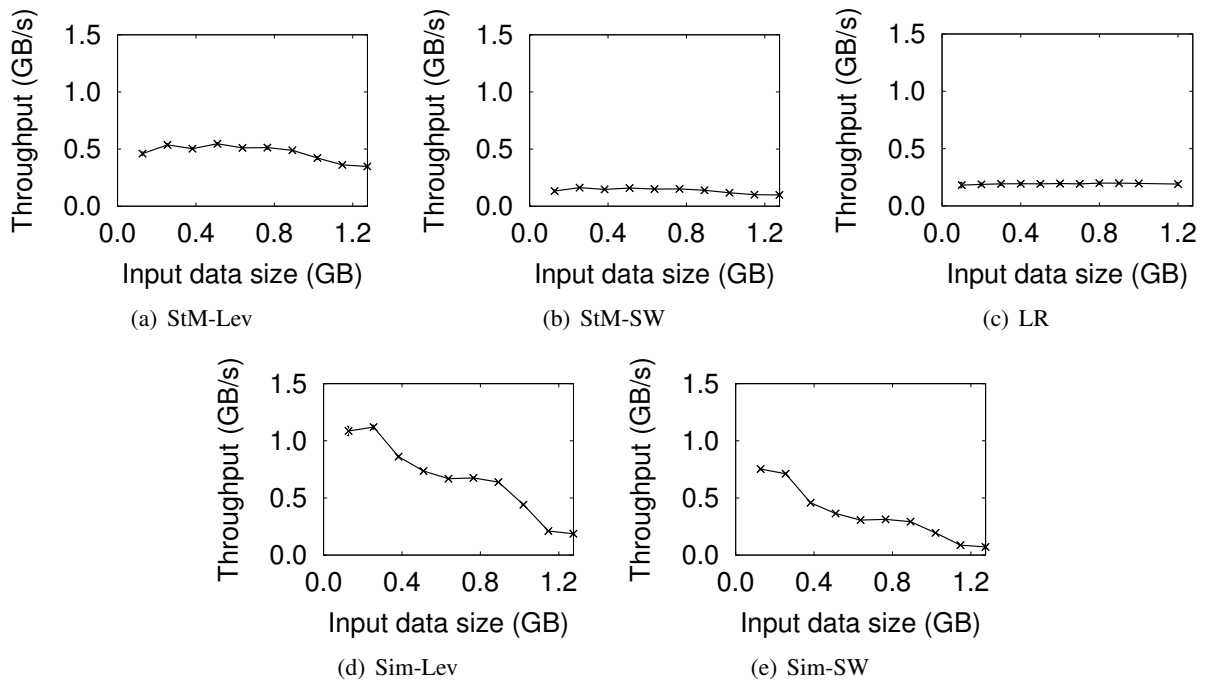 Throughput (GB/s)
1.5
1.0
0.5
0.0
0.0 0.4 0.8 1.2
Input data size (GB)
(a) StM-Lev
Throughput (GB/s)
1.5
1.0
0.5
0.0
0.0 0.4 0.8 1.2
Input data size (GB)
(b) StM-SW
Throughput (GB/s)
1.5
1.0
0.5
0.0
0.0 0.4 0.8 1.2
Input data size (GB)
(c) LR
Throughput (GB/s)
1.5
1.0
0.5
0.0
0.0 0.4 0.8 1.2
Input data size (GB)
(d) Sim-Lev
Throughput (GB/s)
1.5
1.0
0.5
0.0
0.0 0.4 0.8 1.2
Input data size (GB)
(e) Sim-SW